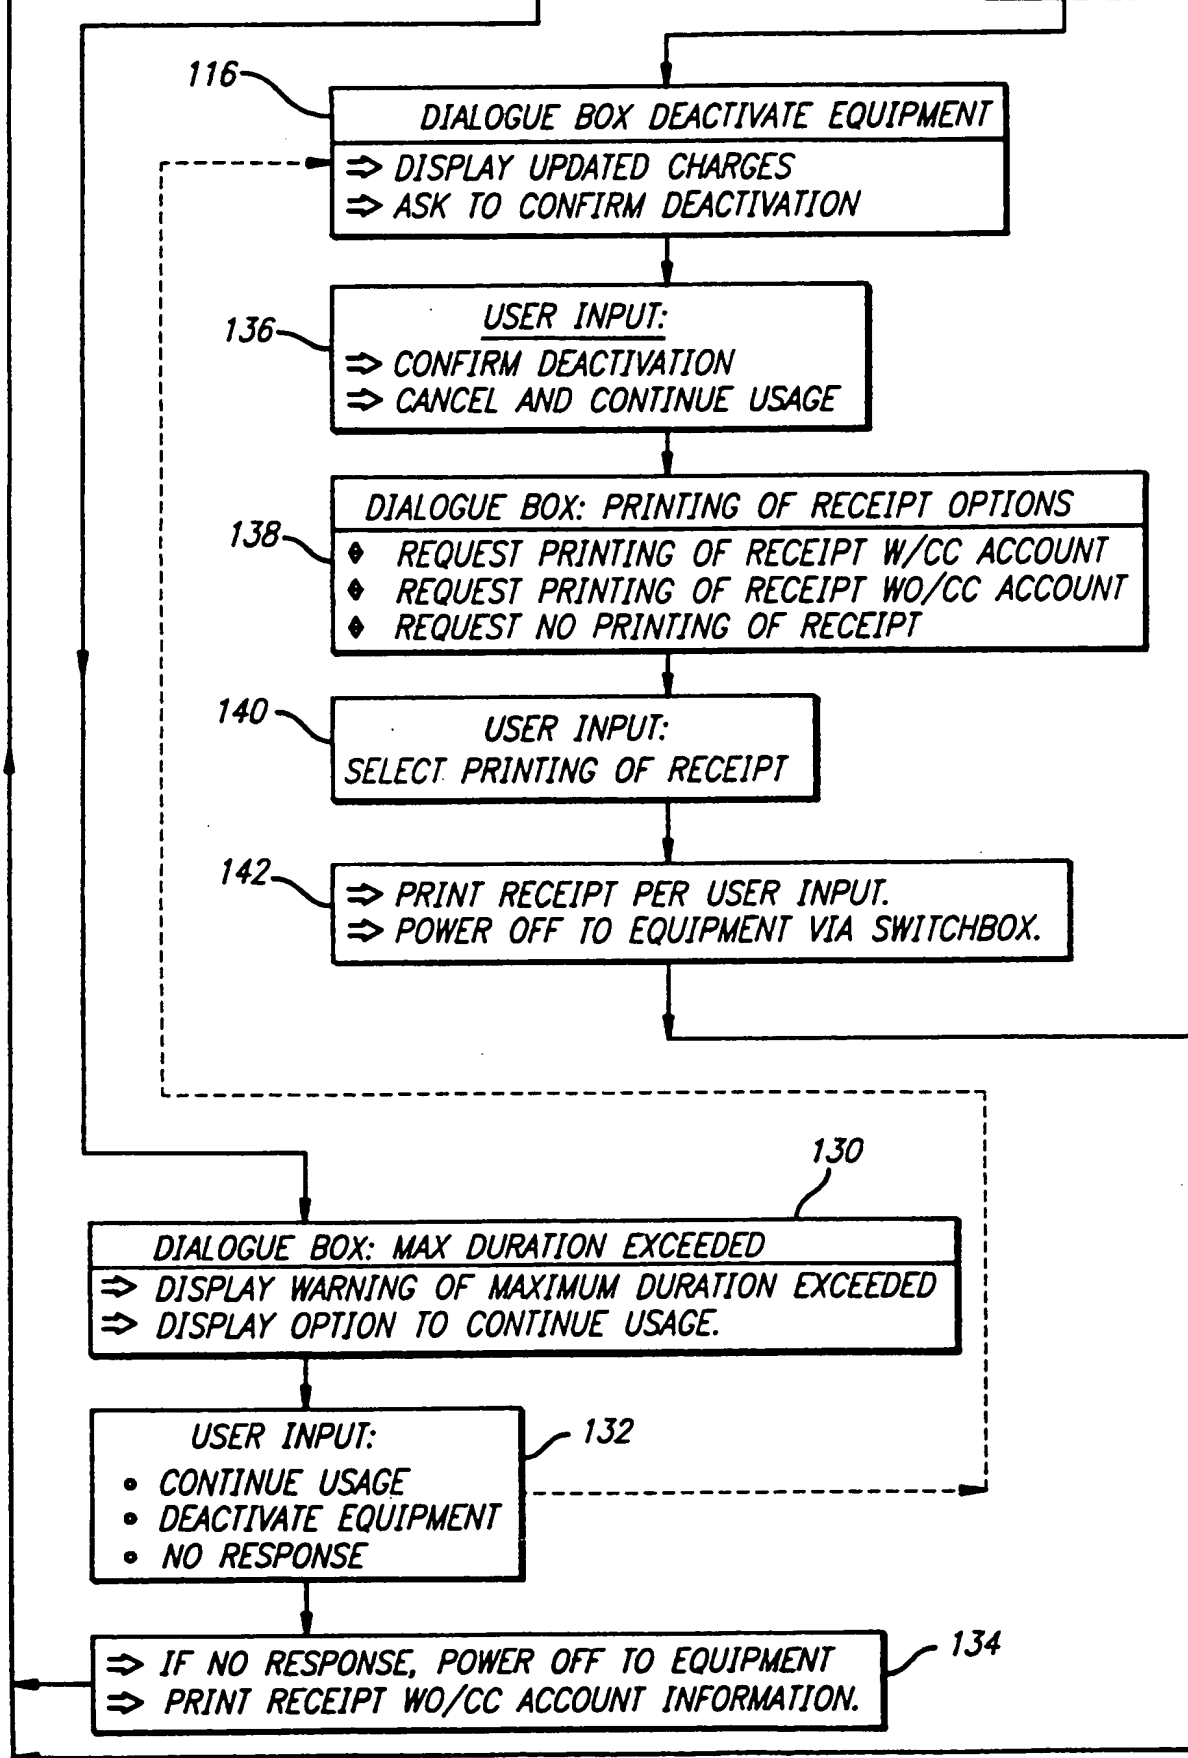 116
DIALOGUE BOX DEACTIVATE EQUIPMENT
⇒ DISPLAY UPDATED CHARGES
⇒ ASK TO CONFIRM DEACTIVATION
136
USER INPUT:
⇒ CONFIRM DEACTIVATION
⇒ CANCEL AND CONTINUE USAGE
138
DIALOGUE BOX: PRINTING OF RECEIPT OPTIONS
♦ REQUEST PRINTING OF RECEIPT W/CC ACCOUNT
♦ REQUEST PRINTING OF RECEIPT WO/CC ACCOUNT
♦ REQUEST NO PRINTING OF RECEIPT
140
USER INPUT:
SELECT PRINTING OF RECEIPT
142
⇒ PRINT RECEIPT PER USER INPUT.
⇒ POWER OFF TO EQUIPMENT VIA SWITCHBOX.
130
DIALOGUE BOX: MAX DURATION EXCEEDED
⇒ DISPLAY WARNING OF MAXIMUM DURATION EXCEEDED
⇒ DISPLAY OPTION TO CONTINUE USAGE.
132
USER INPUT:
• CONTINUE USAGE
• DEACTIVATE EQUIPMENT
• NO RESPONSE
134
⇒ IF NO RESPONSE, POWER OFF TO EQUIPMENT
⇒ PRINT RECEIPT WO/CC ACCOUNT INFORMATION.